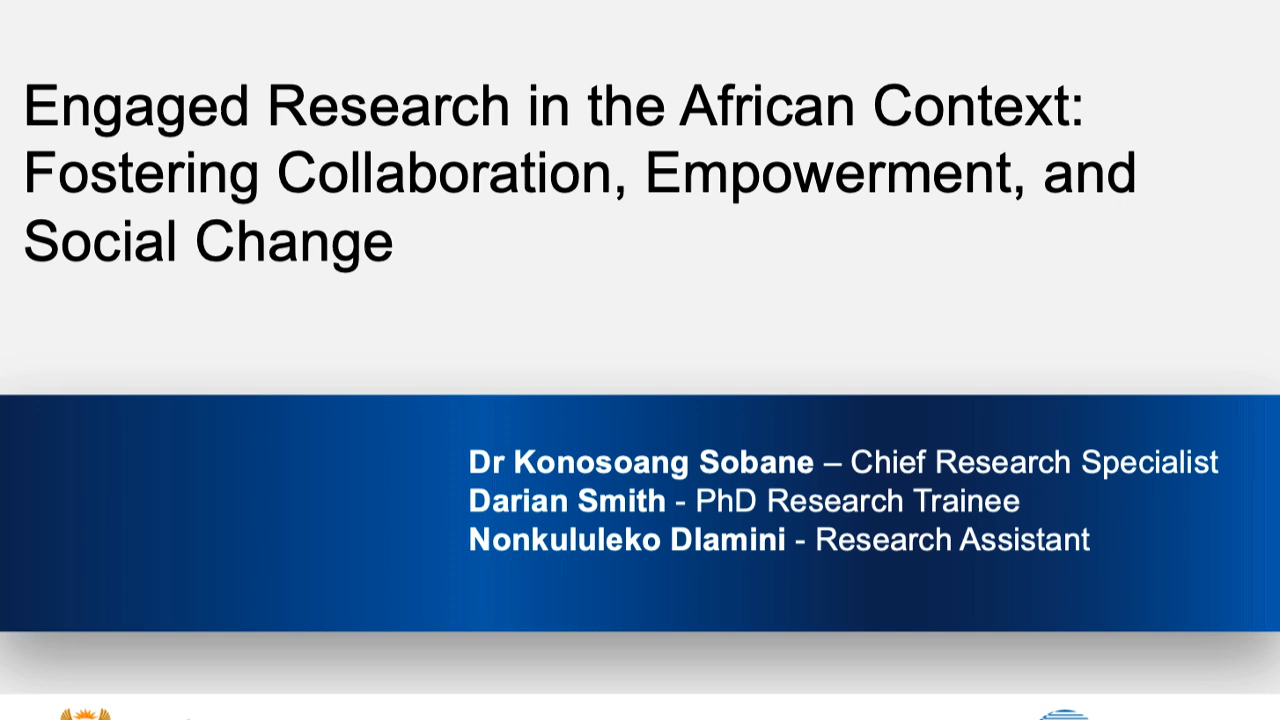 Engaged Research in the African Context:
Fostering Collaboration, Empowerment, and
Social Change
Dr Konosoang Sobane – Chief Research Specialist
Darian Smith - PhD Research Trainee
Nonkululeko Dlamini - Research Assistant